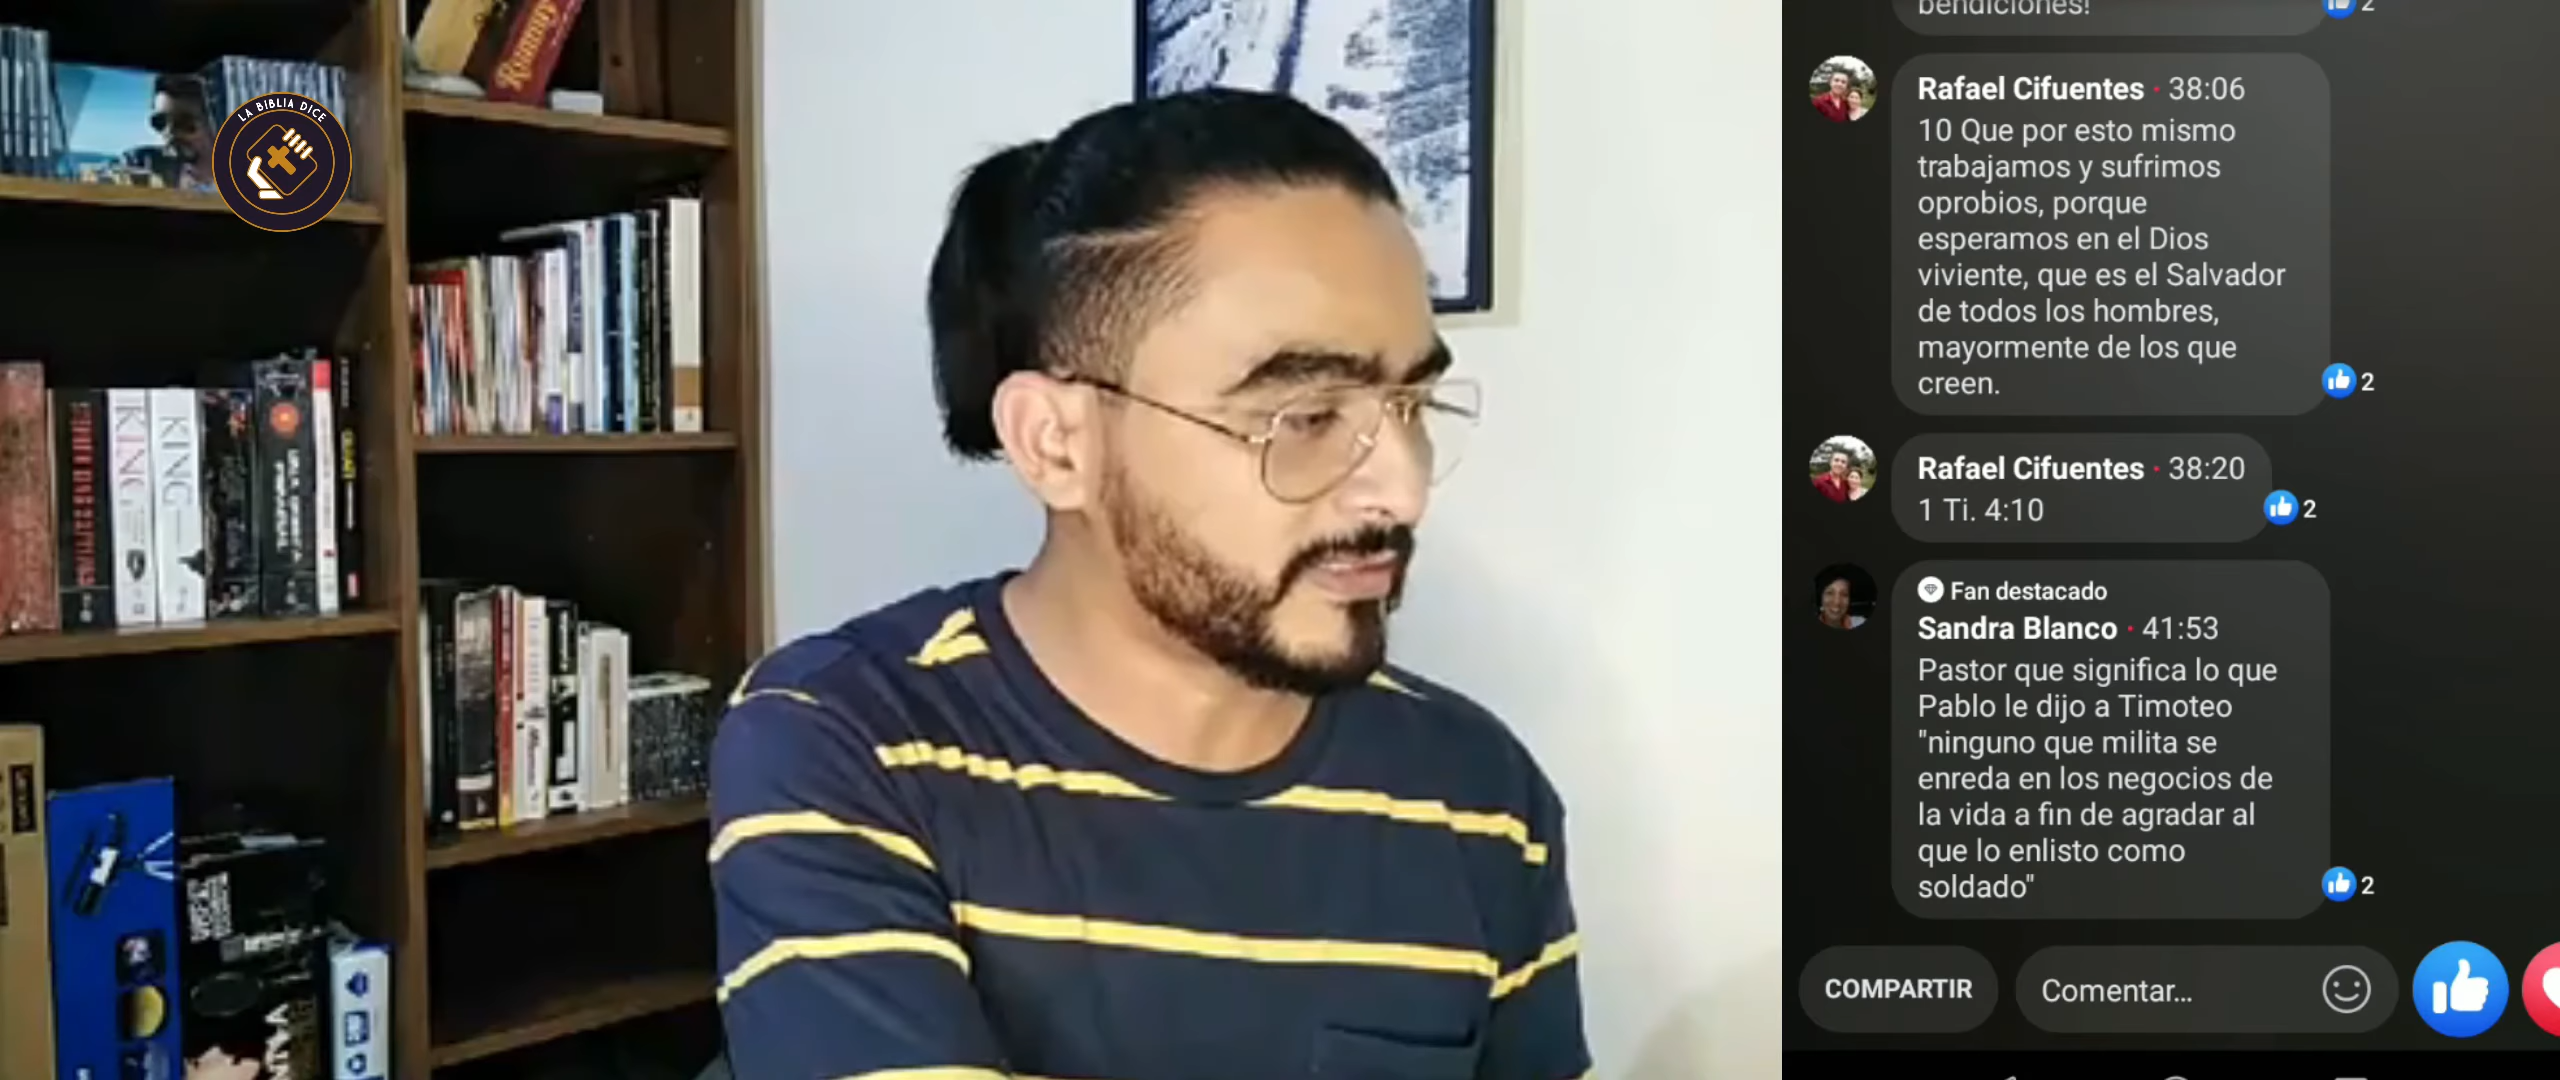 LA BIBLIA DICE
Rummy
KING
KING
bendiciones!
2
Rafael Cifuentes · 38:06
10 Que por esto mismo
trabajamos y sufrimos
oprobios, porque
esperamos en el Dios
viviente, que es el Salvador
de todos los hombres,
mayormente de los que
creen.
2
Rafael Cifuentes · 38:20
1 Ti. 4:10
2
Fan destacado
Sandra Blanco · 41:53
Pastor que significa lo que
Pablo le dijo a Timoteo
"ninguno que milita se
enreda en los negocios de
la vida a fin de agradar al
que lo enlisto como
soldado"
2
COMPARTIR
Comentar...